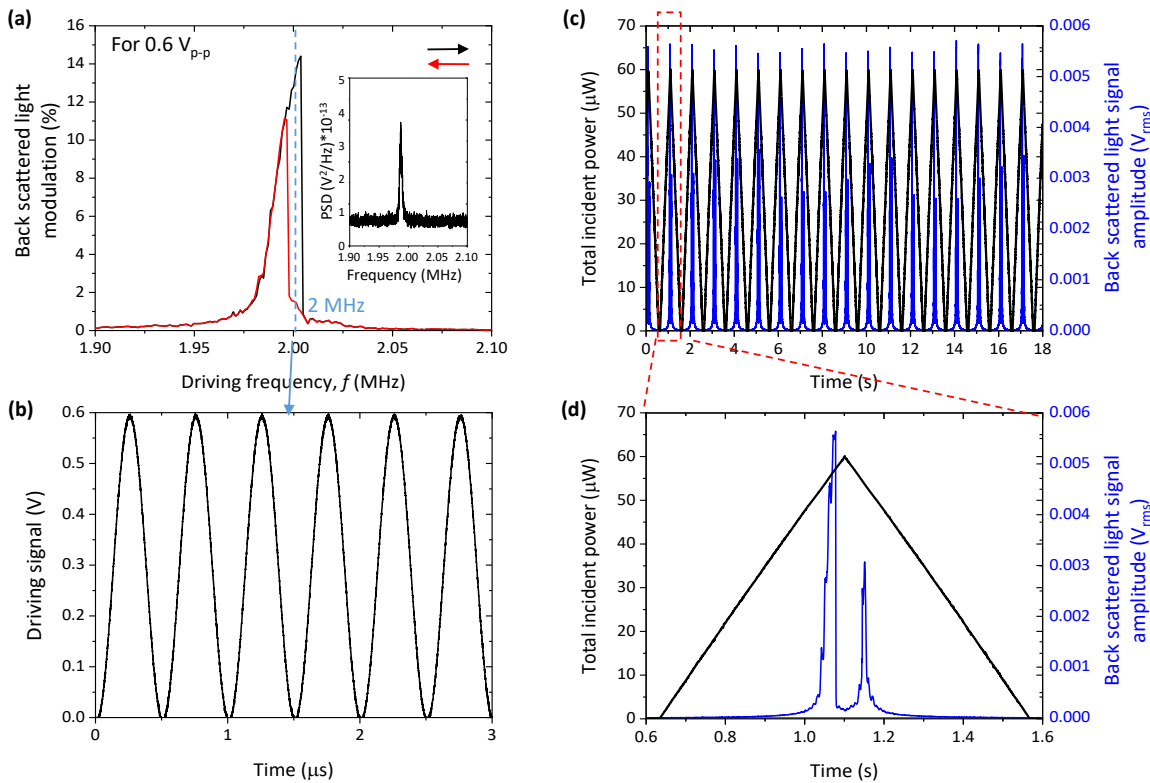 (a)
For 0.6 Vp-p
16
14
12
10
8
6
4
2
0
Back scattered light
modulation (%)
1.90
1.95
2.00
2.05
2.10
Driving frequency, f (MHz)
2 MHz
5
4
3
2
1
0
PSD (V²/Hz)*10⁻¹³
1.90 1.95 2.00 2.05 2.10
Frequency (MHz)
(c)
70
60
50
40
30
20
10
0
Total incident power (μW)
0 2 4 6 8 10 12 14 16 18
Time (s)
0.006
0.005
0.004
0.003
0.002
0.001
0.000
Back scattered light signal
amplitude (Vrms)
(b)
0.6
0.5
0.4
0.3
0.2
0.1
0.0
Driving signal (V)
0
1
2
3
Time (μs)
(d)
70
60
50
40
30
20
10
0
Total incident power (μW)
0.6
0.8
1.0
1.2
1.4
1.6
Time (s)
0.006
0.005
0.004
0.003
0.002
0.001
0.000
Back scattered light signal
amplitude (Vrms)